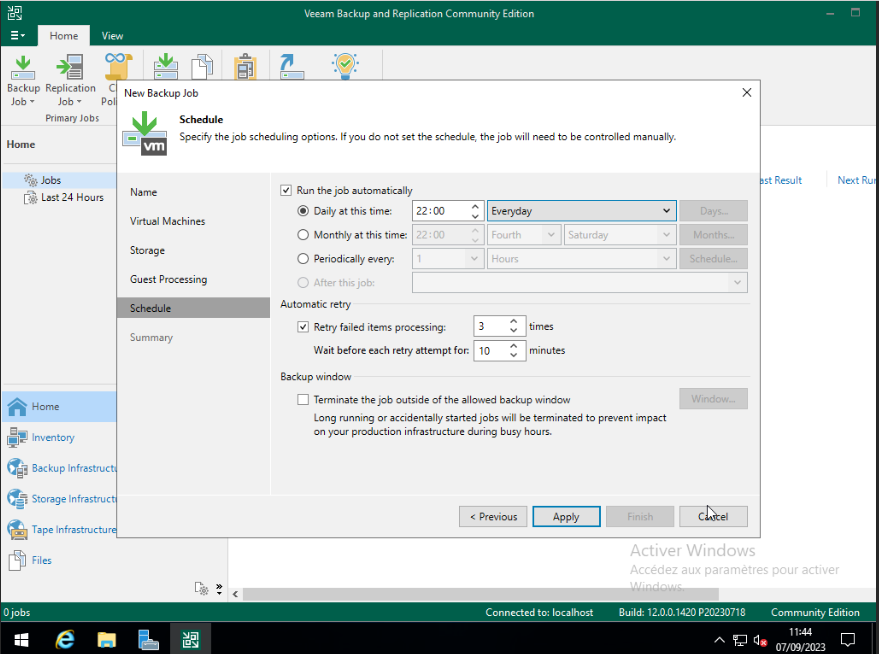 Veeam Backup and Replication Community Edition
Home
View
Backup
Job
Replication
Job
Primary Jobs
Home
Jobs
Last 24 Hours
Last Result
Next Run
New Backup Job
vm
Schedule
Specify the job scheduling options. If you do not set the schedule, the job will need to be controlled manually.
Name
Virtual Machines
Storage
Guest Processing
Schedule
Summary
Run the job automatically
Daily at this time: 22:00 Everyday Days...
Monthly at this time: 22:00 Fourth Saturday Months...
Periodically every: 1 Hours Schedule...
After this job:
Automatic retry
Retry failed items processing: 3 times
Wait before each retry attempt for: 10 minutes
Backup window
Terminate the job outside of the allowed backup window Window...
Long running or accidentally started jobs will be terminated to prevent impact
on your production infrastructure during busy hours.
< Previous Apply Finish Cancel
Home
Inventory
Backup Infrastructu
Storage Infrastruct
Tape Infrastructure
Files
Activer Windows
Accédez aux paramètres pour activer
Windows.
0 jobs
Connected to: localhost Build: 12.0.0.1420 P20230718 Community Edition
11:44
07/09/2023